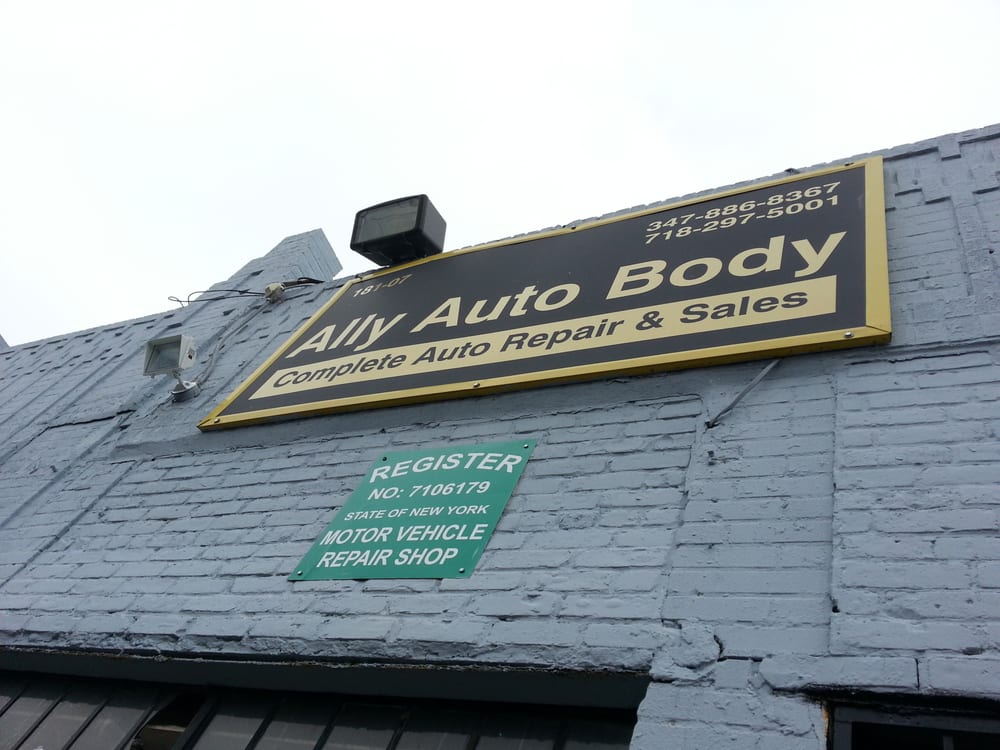 347-886-8367
718-297-5001
181-07
Ally Auto Body
Complete Auto Repair & Sales
REGISTER
NO: 7106179
STATE OF NEW YORK
MOTOR VEHICLE
REPAIR SHOP